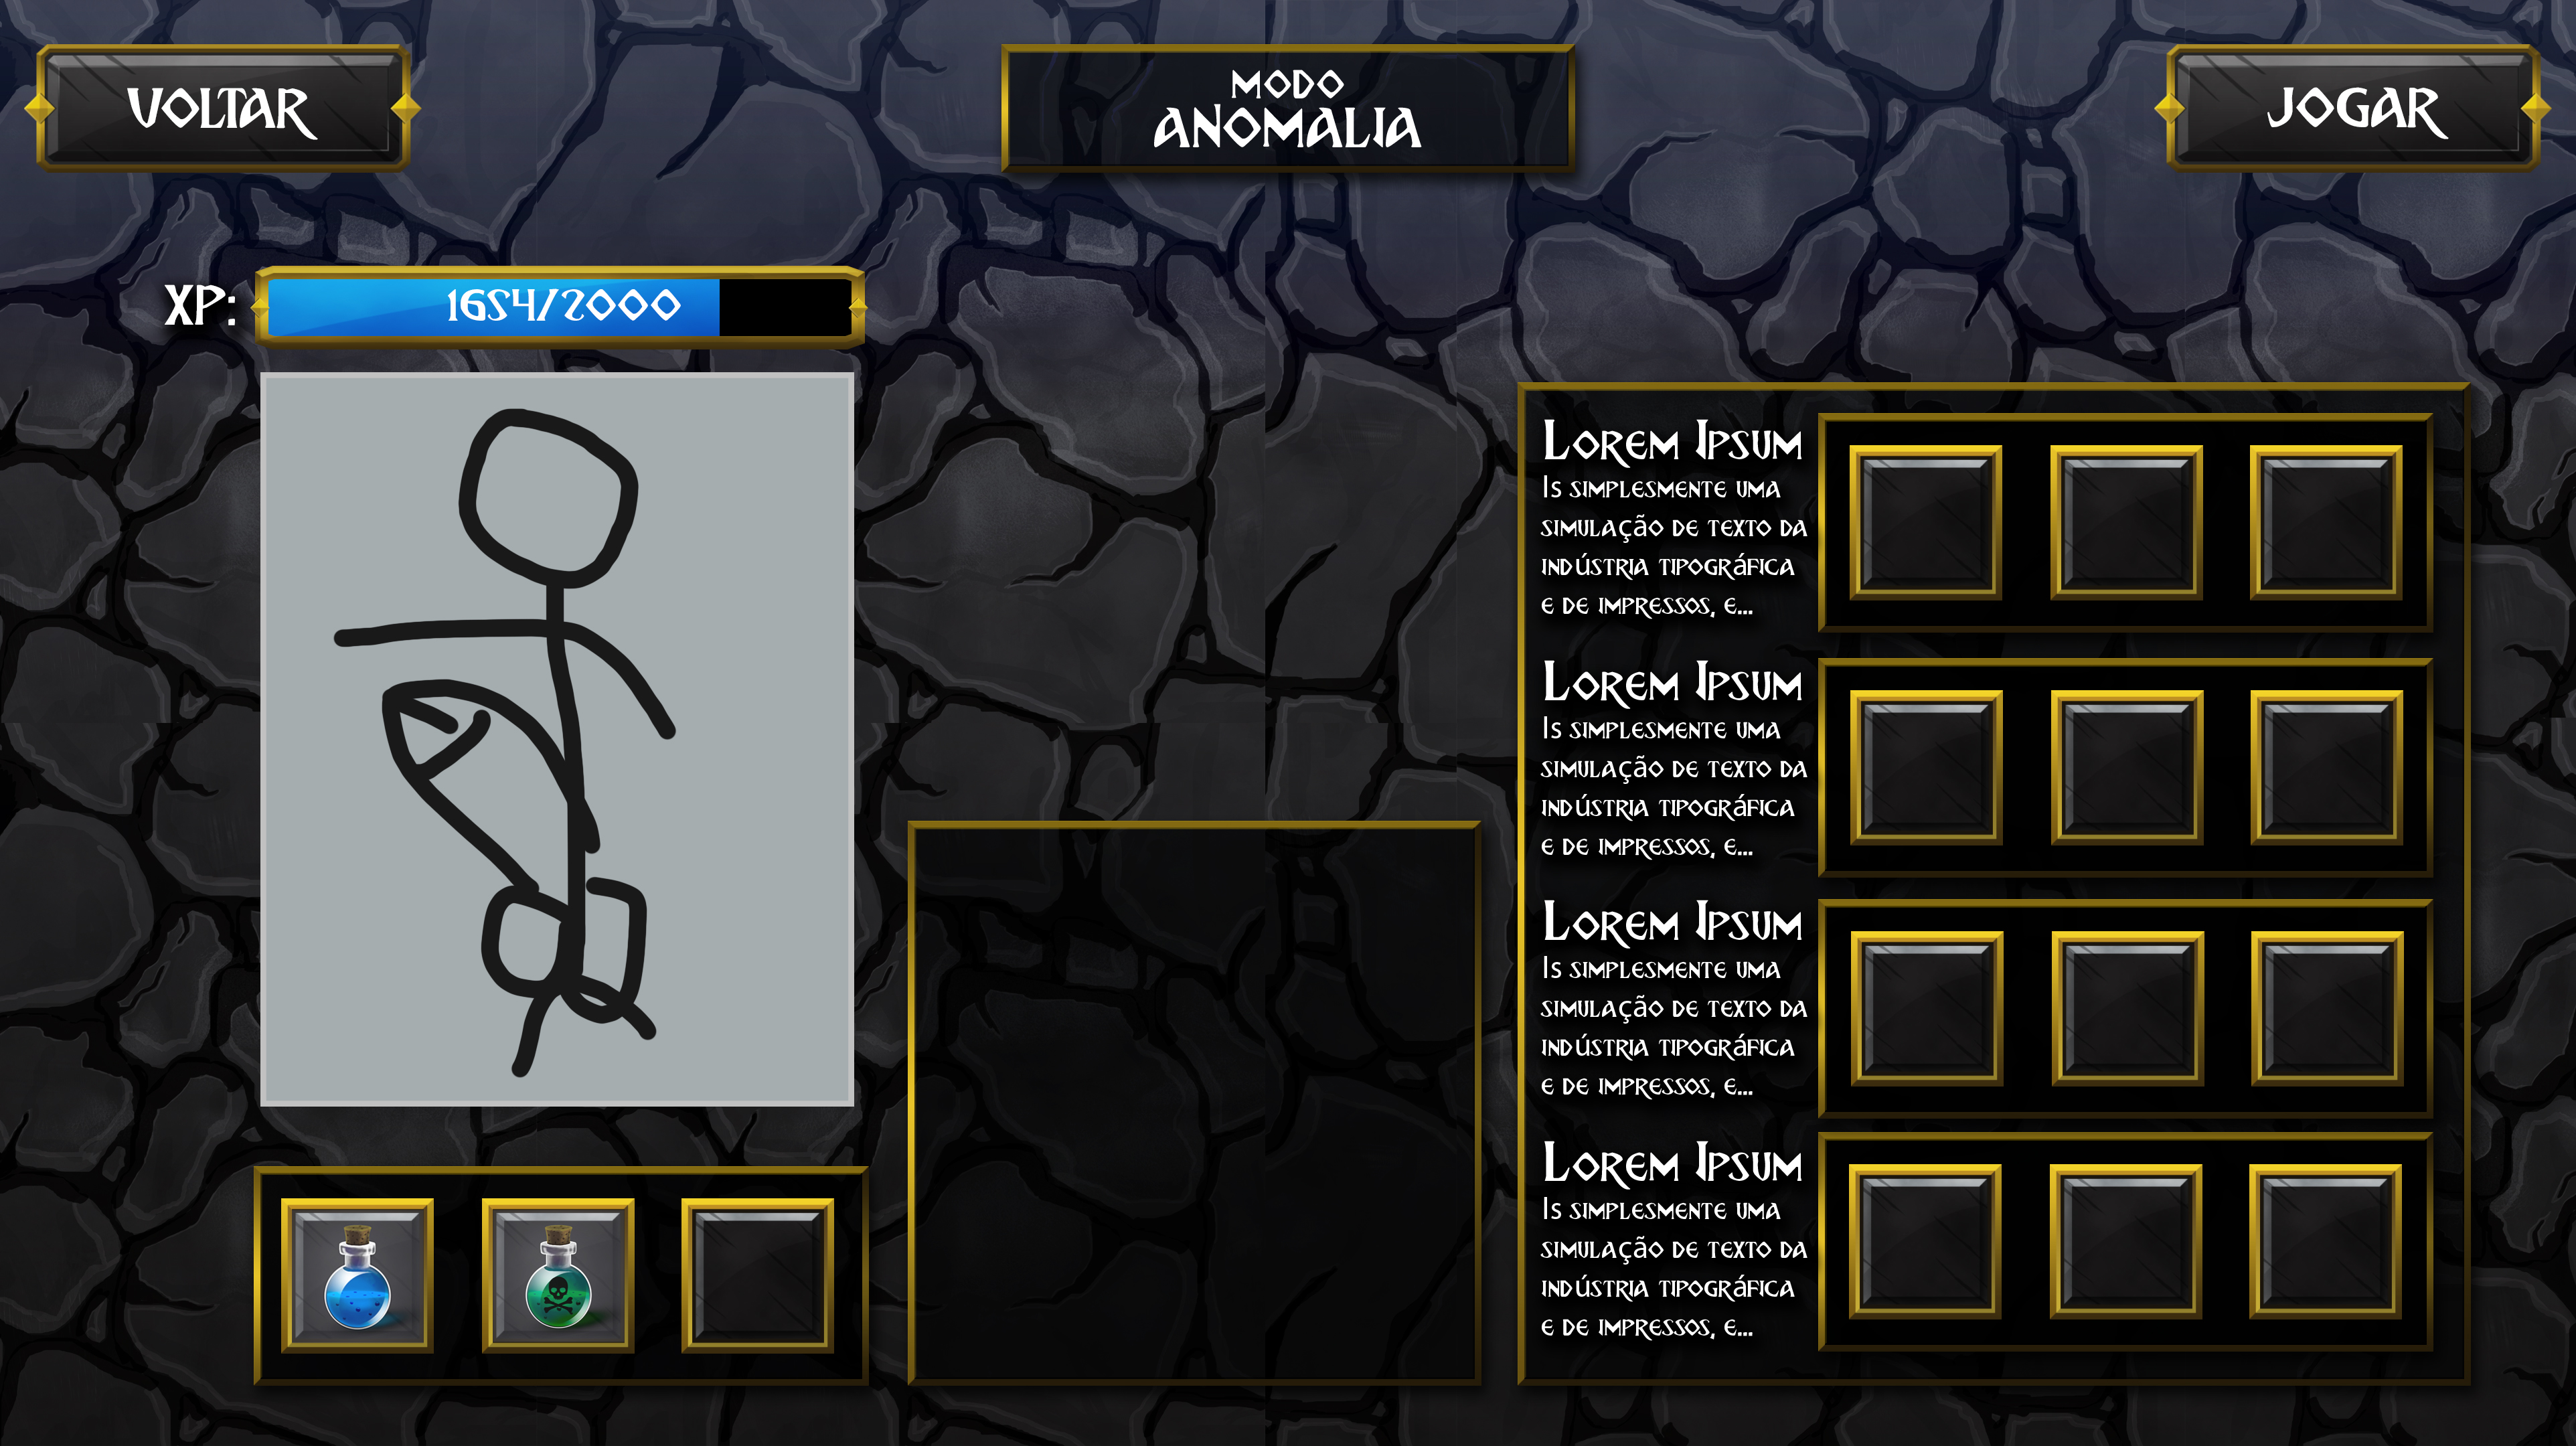 VOLTAR
MODO
ANOMALIA
JOGAR
XP: 1654/2000
Lorem Ipsum
Is simplesmente uma
simulação de texto da
indústria tipográfica
e de impressos, e...
Lorem Ipsum
Is simplesmente uma
simulação de texto da
indústria tipográfica
e de impressos, e...
Lorem Ipsum
Is simplesmente uma
simulação de texto da
indústria tipográfica
e de impressos, e...
Lorem Ipsum
Is simplesmente uma
simulação de texto da
indústria tipográfica
e de impressos, e...